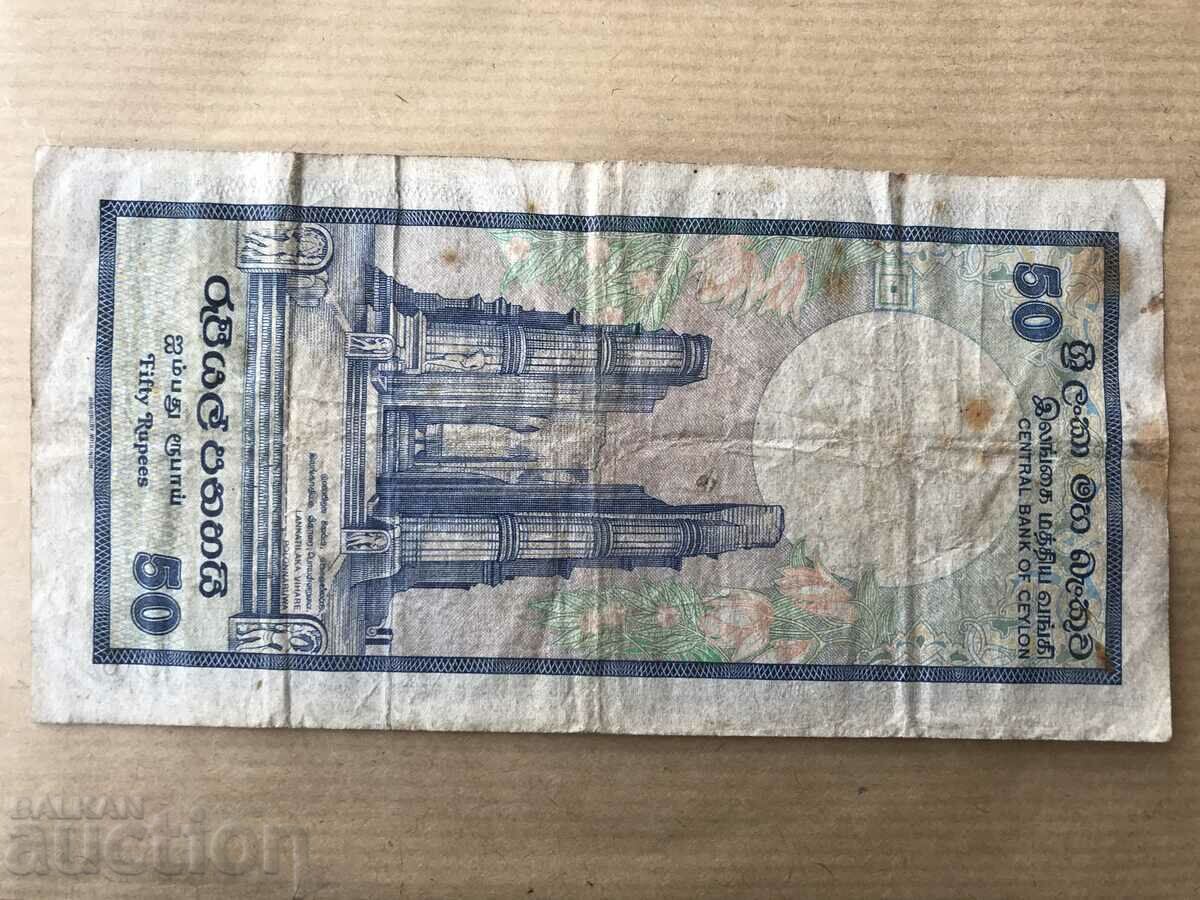 50
ශ්‍රී ලංකා මහ බැංකුව
இலங்கை மத்திய வங்கி
CENTRAL BANK OF CEYLON
LANKATILAKA VIHARE
POLONNARUWA
රුපියල් පනහයි
ஐம்பது ரூபாய்
Fifty Rupees
50
BALKAN
auction